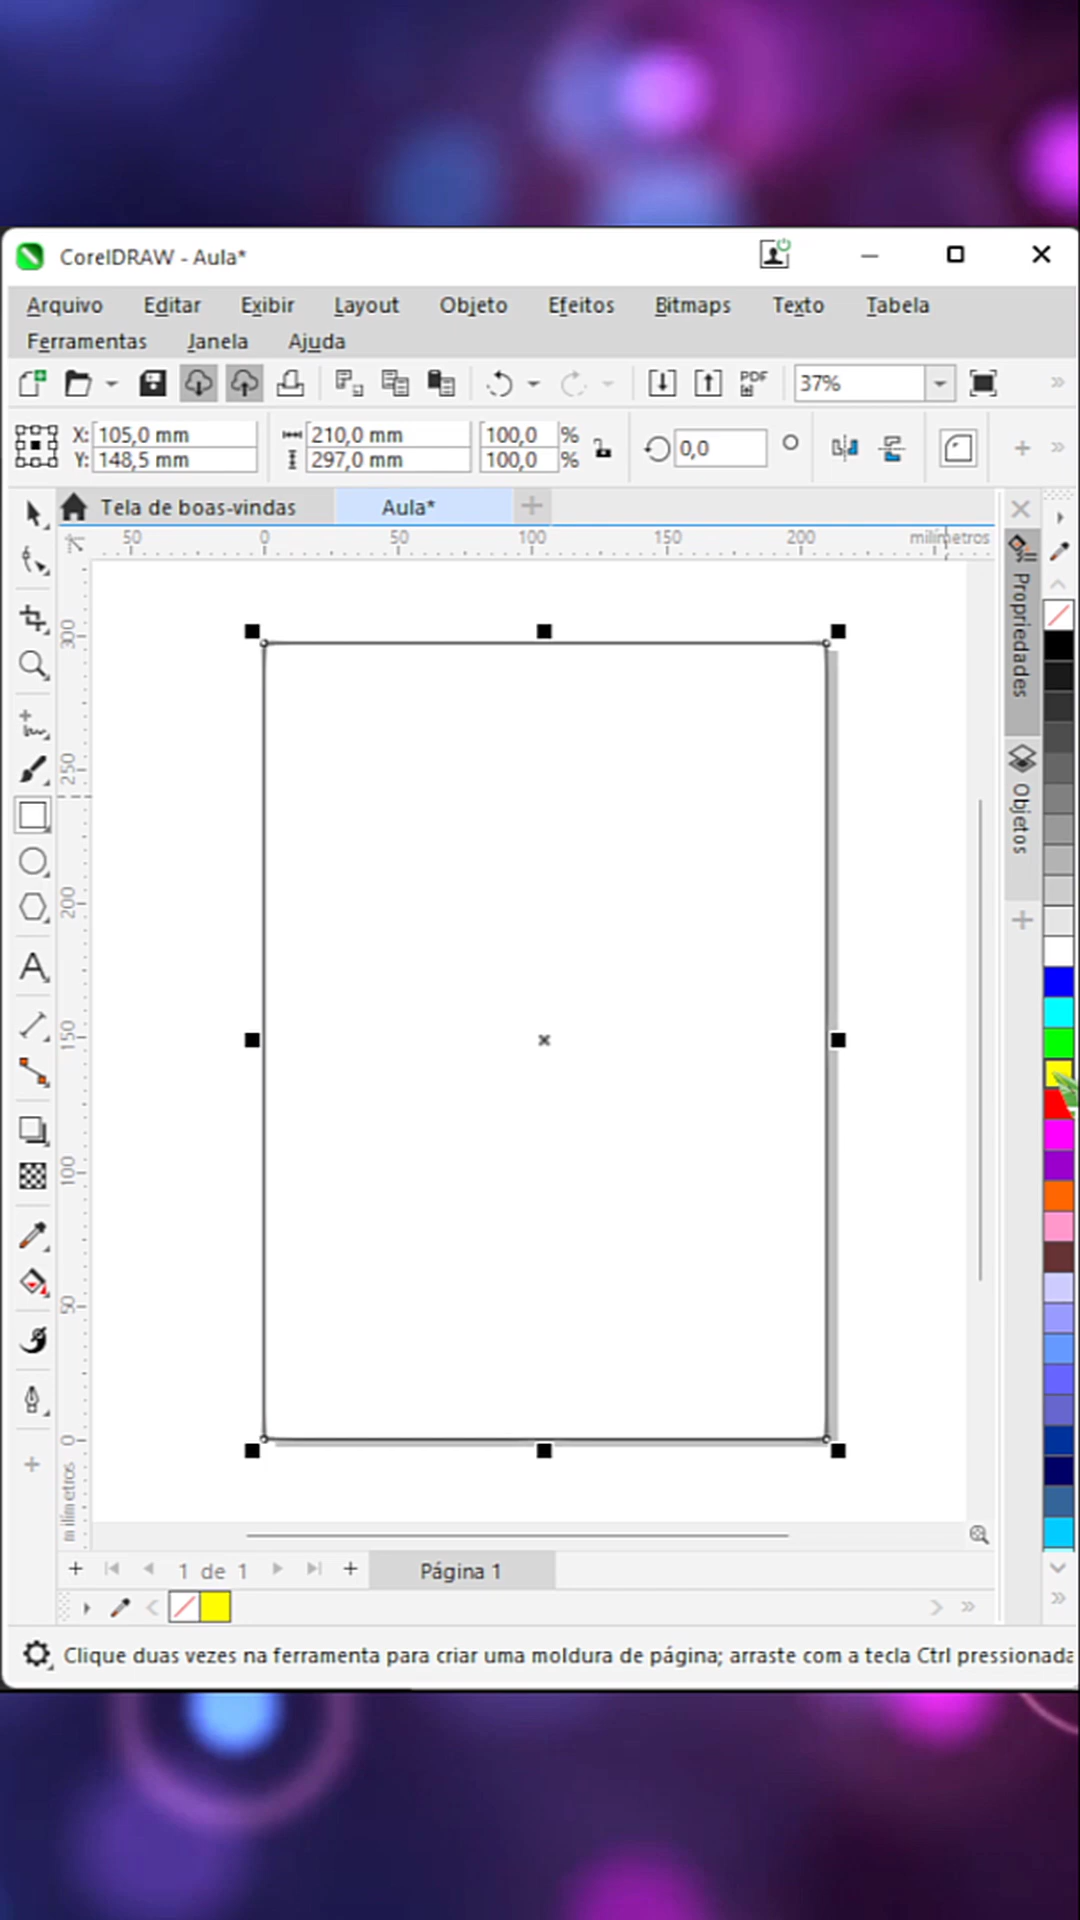 CorelDRAW - Aula*
Arquivo Editar Exibir Layout Objeto Efeitos Bitmaps Texto Tabela
Ferramentas Janela Ajuda
PDF 37%
X: 105,0 mm 210,0 mm 100,0 %
Y: 148,5 mm 297,0 mm 100,0 %
0,0
Tela de boas-vindas Aula*
50 0 50 100 150 200 milímetros
300
250
200
150
100
50
0
milímetros
Propriedades
Objetos
1 de 1 Página 1
Clique duas vezes na ferramenta para criar uma moldura de página; arraste com a tecla Ctrl pressionada